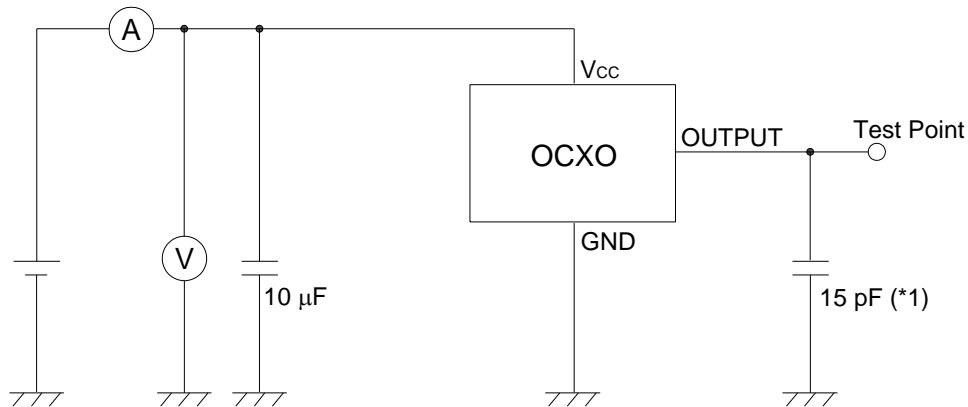 A
VCC
OUTPUT
Test Point
OCXO
GND
V
10 μF
15 pF (*1)